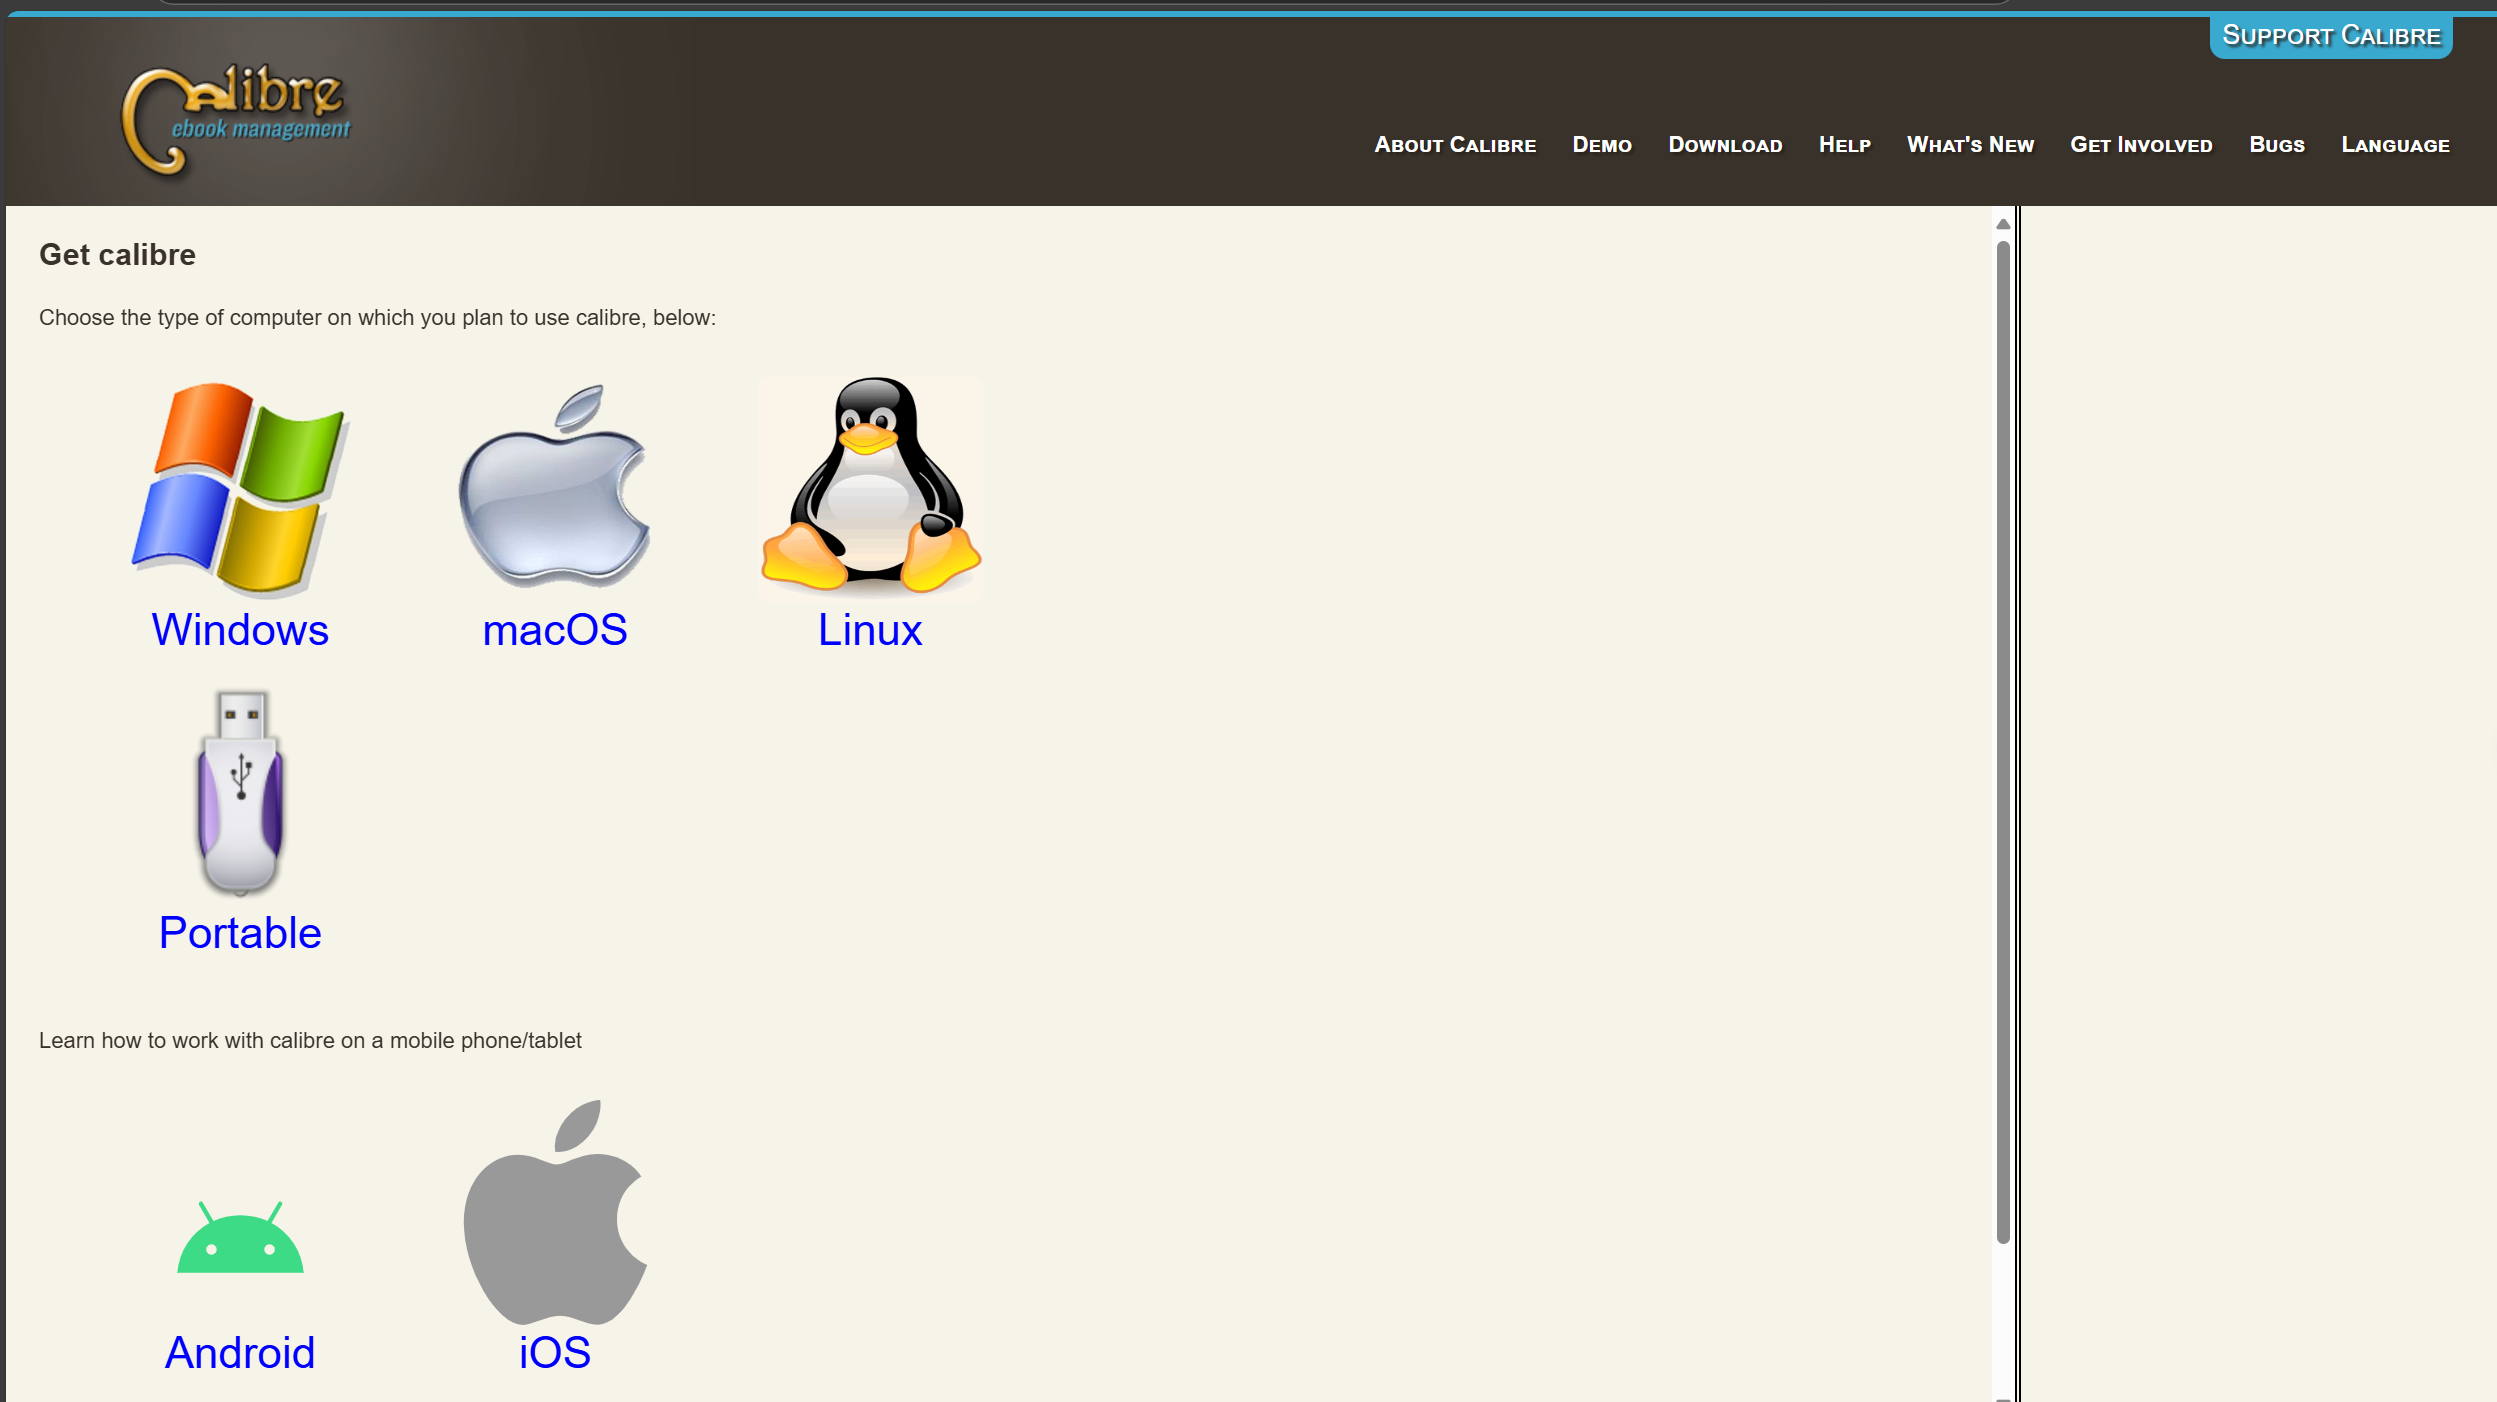 Support Calibre
Calibre
ebook management
About Calibre Demo Download Help What's New Get Involved Bugs Language
Get calibre
Choose the type of computer on which you plan to use calibre, below:
Windows macOS Linux
Portable
Learn how to work with calibre on a mobile phone/tablet
Android iOS